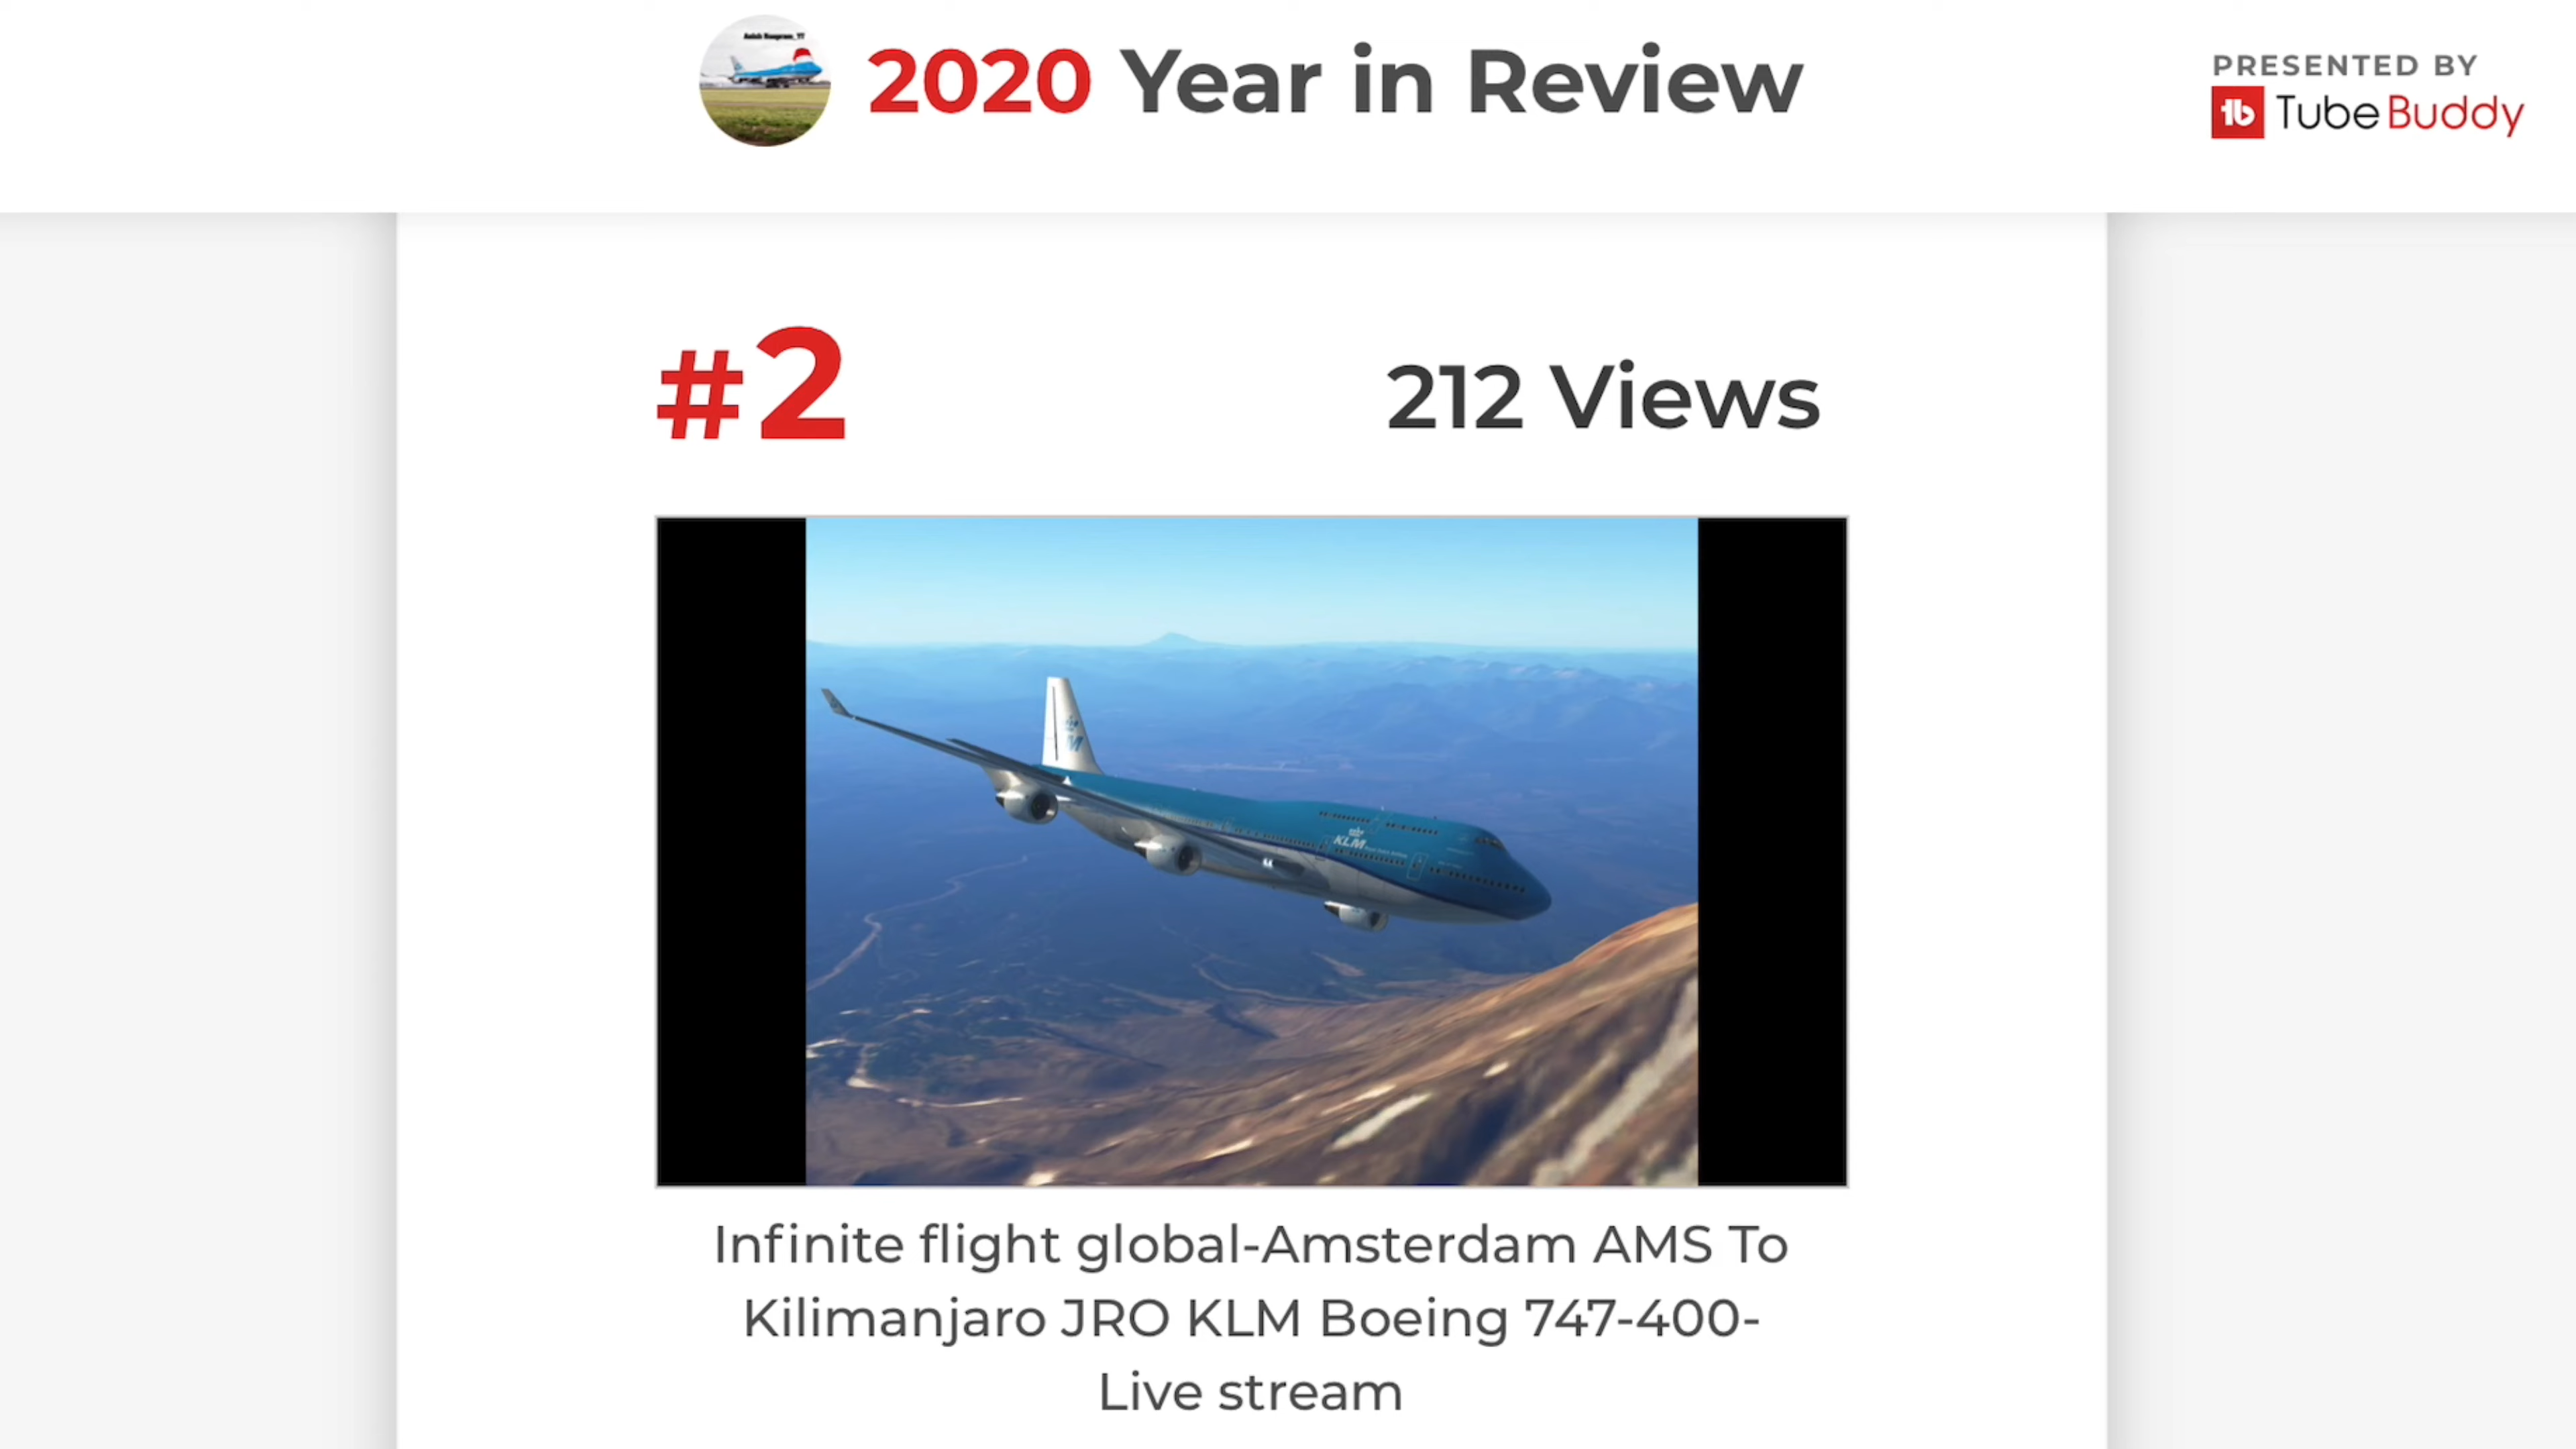 2020 Year in Review
PRESENTED BY
TubeBuddy
#2
212 Views
KLM
Infinite flight global-Amsterdam AMS To
Kilimanjaro JRO KLM Boeing 747-400-
Live stream